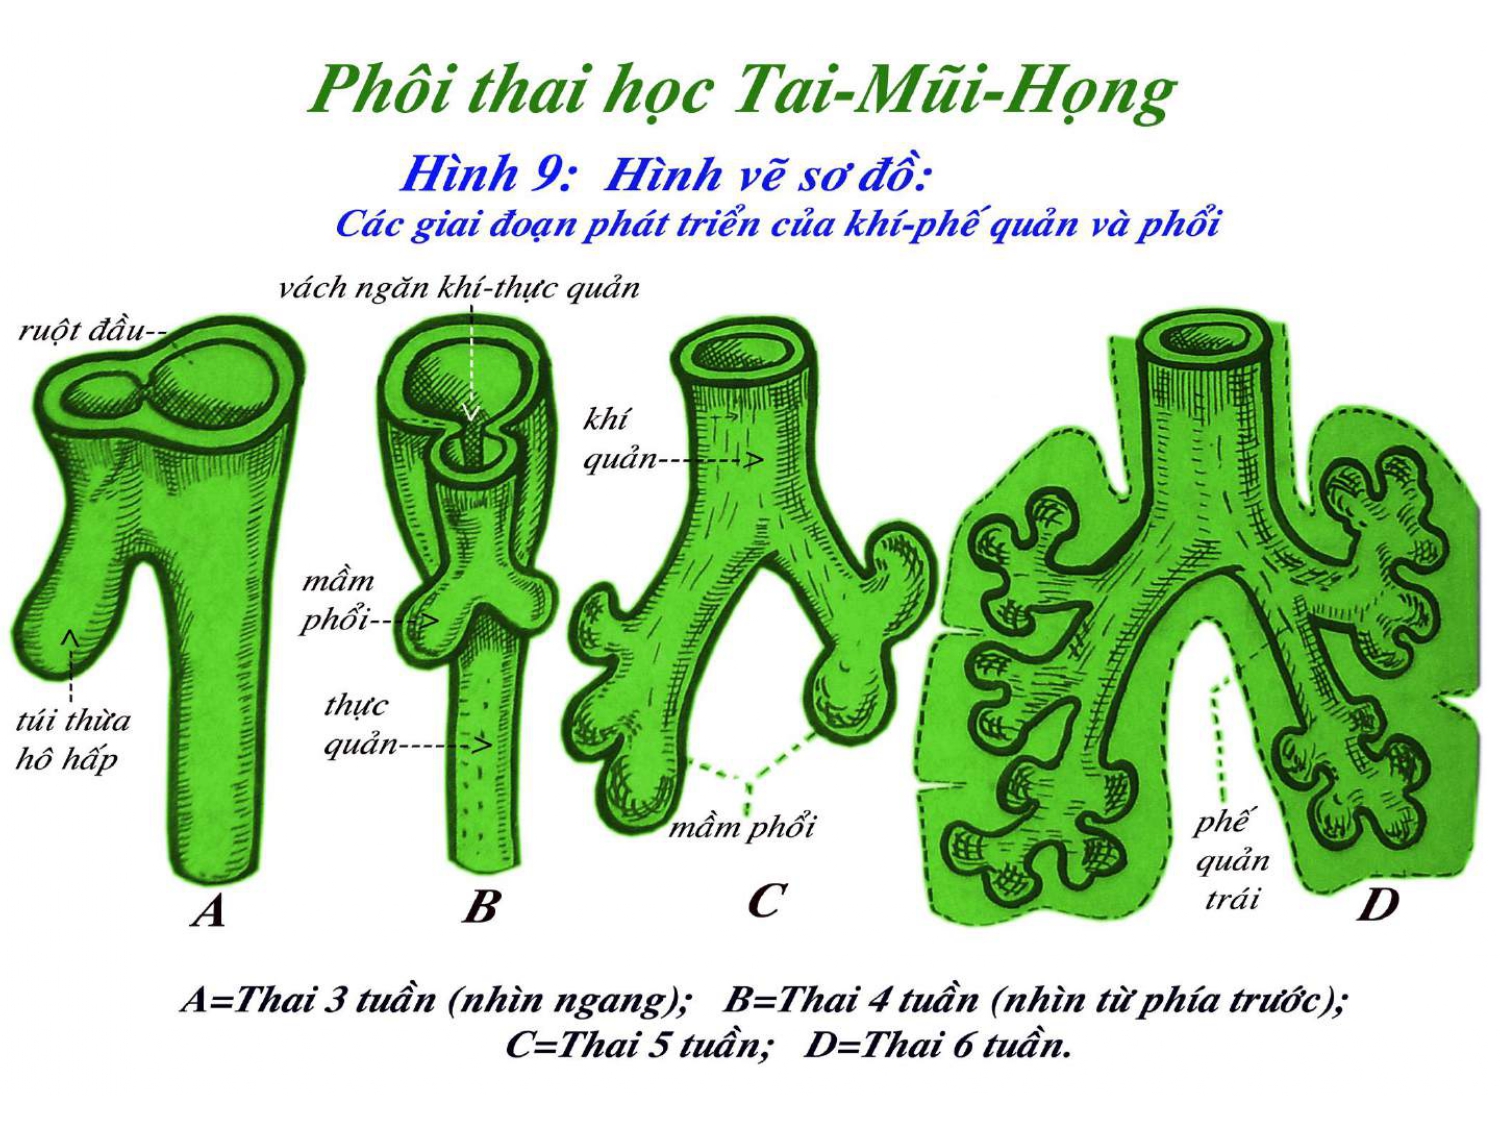 Phôi thai học Tai-Mũi-Họng
Hình 9: Hình vẽ sơ đồ:
Các giai đoạn phát triển của khí-phế quản và phổi
vách ngăn khí-thực quản
ruột đầu
khí
quản
mầm
phổi
túi thừa
hô hấp
thực
quản
mầm phổi
phế
quản
trái
A
B
C
D
A=Thai 3 tuần (nhìn ngang); B=Thai 4 tuần (nhìn từ phía trước);
C=Thai 5 tuần; D=Thai 6 tuần.